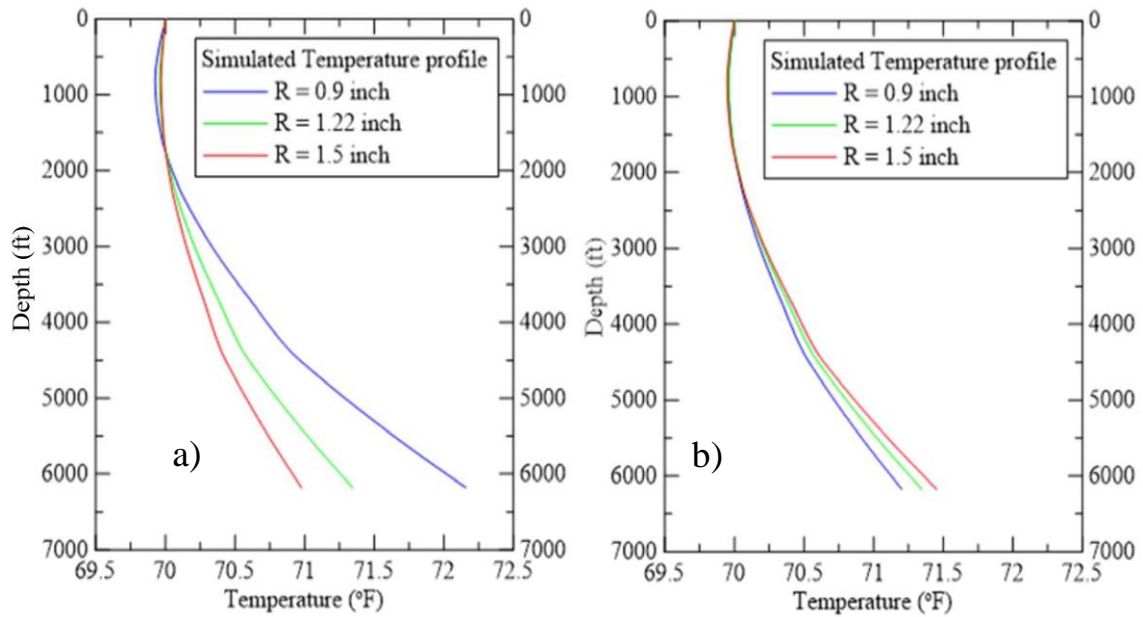 0
1000
2000
3000
4000
5000
6000
7000
Depth (ft)
Simulated Temperature profile
R = 0.9 inch
R = 1.22 inch
R = 1.5 inch
a)
0
1000
2000
3000
4000
5000
6000
7000
69.5 70 70.5 71 71.5 72 72.5
Temperature (°F)
0
1000
2000
3000
4000
5000
6000
7000
Depth (ft)
Simulated Temperature profile
R = 0.9 inch
R = 1.22 inch
R = 1.5 inch
b)
0
1000
2000
3000
4000
5000
6000
7000
69.5 70 70.5 71 71.5 72 72.5
Temperature (°F)